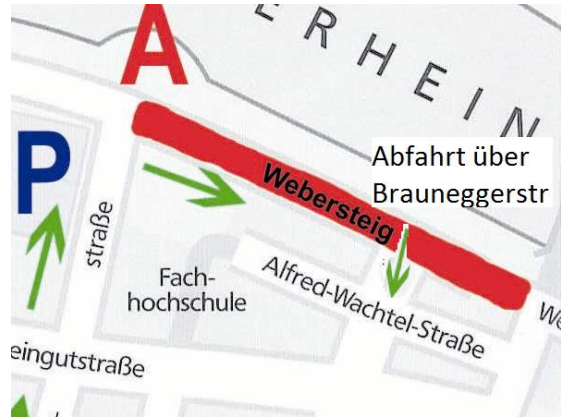 A
ERHEIN
Abfahrt über
Brauneggerstr
P
Webersteig
straße
Fach-
hochschule
Alfred-Wachtel-Straße
We
eingutstraße